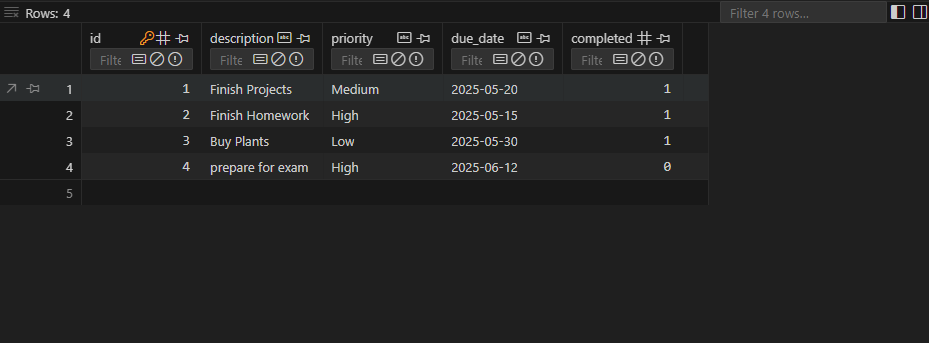 Rows: 4 Filter 4 rows...
id description priority due_date completed
Filte Filte Filte Filte Filte
1 1 Finish Projects Medium 2025-05-20 1
2 2 Finish Homework High 2025-05-15 1
3 3 Buy Plants Low 2025-05-30 1
4 4 prepare for exam High 2025-06-12 0
5